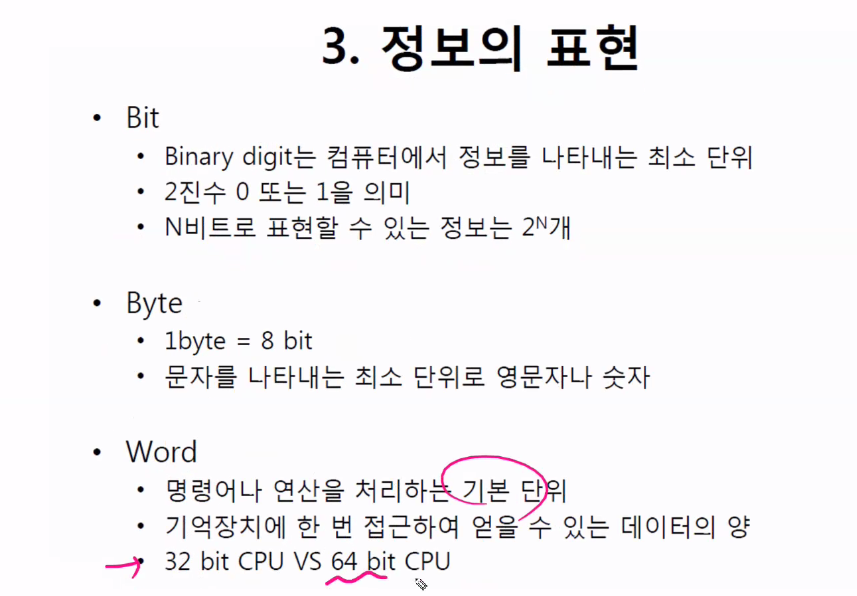 3. 정보의 표현
• Bit
• Binary digit는 컴퓨터에서 정보를 나타내는 최소 단위
• 2진수 0 또는 1을 의미
• N비트로 표현할 수 있는 정보는 2ᴺ개
• Byte
• 1byte = 8 bit
• 문자를 나타내는 최소 단위로 영문자나 숫자
• Word
• 명령어나 연산을 처리하는 기본 단위
• 기억장치에 한 번 접근하여 얻을 수 있는 데이터의 양
• 32 bit CPU VS 64 bit CPU